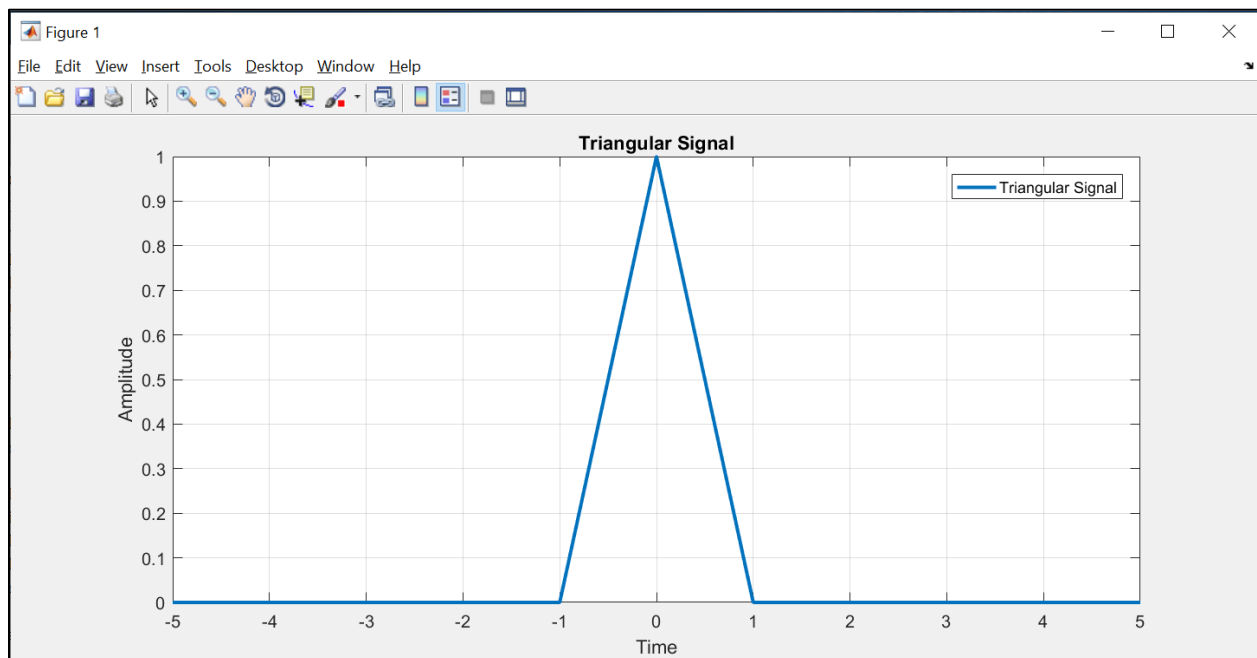 Figure 1
File Edit View Insert Tools Desktop Window Help
Triangular Signal
Triangular Signal
1
0.9
0.8
0.7
0.6
0.5
0.4
0.3
0.2
0.1
0
Amplitude
-5 -4 -3 -2 -1 0 1 2 3 4 5
Time